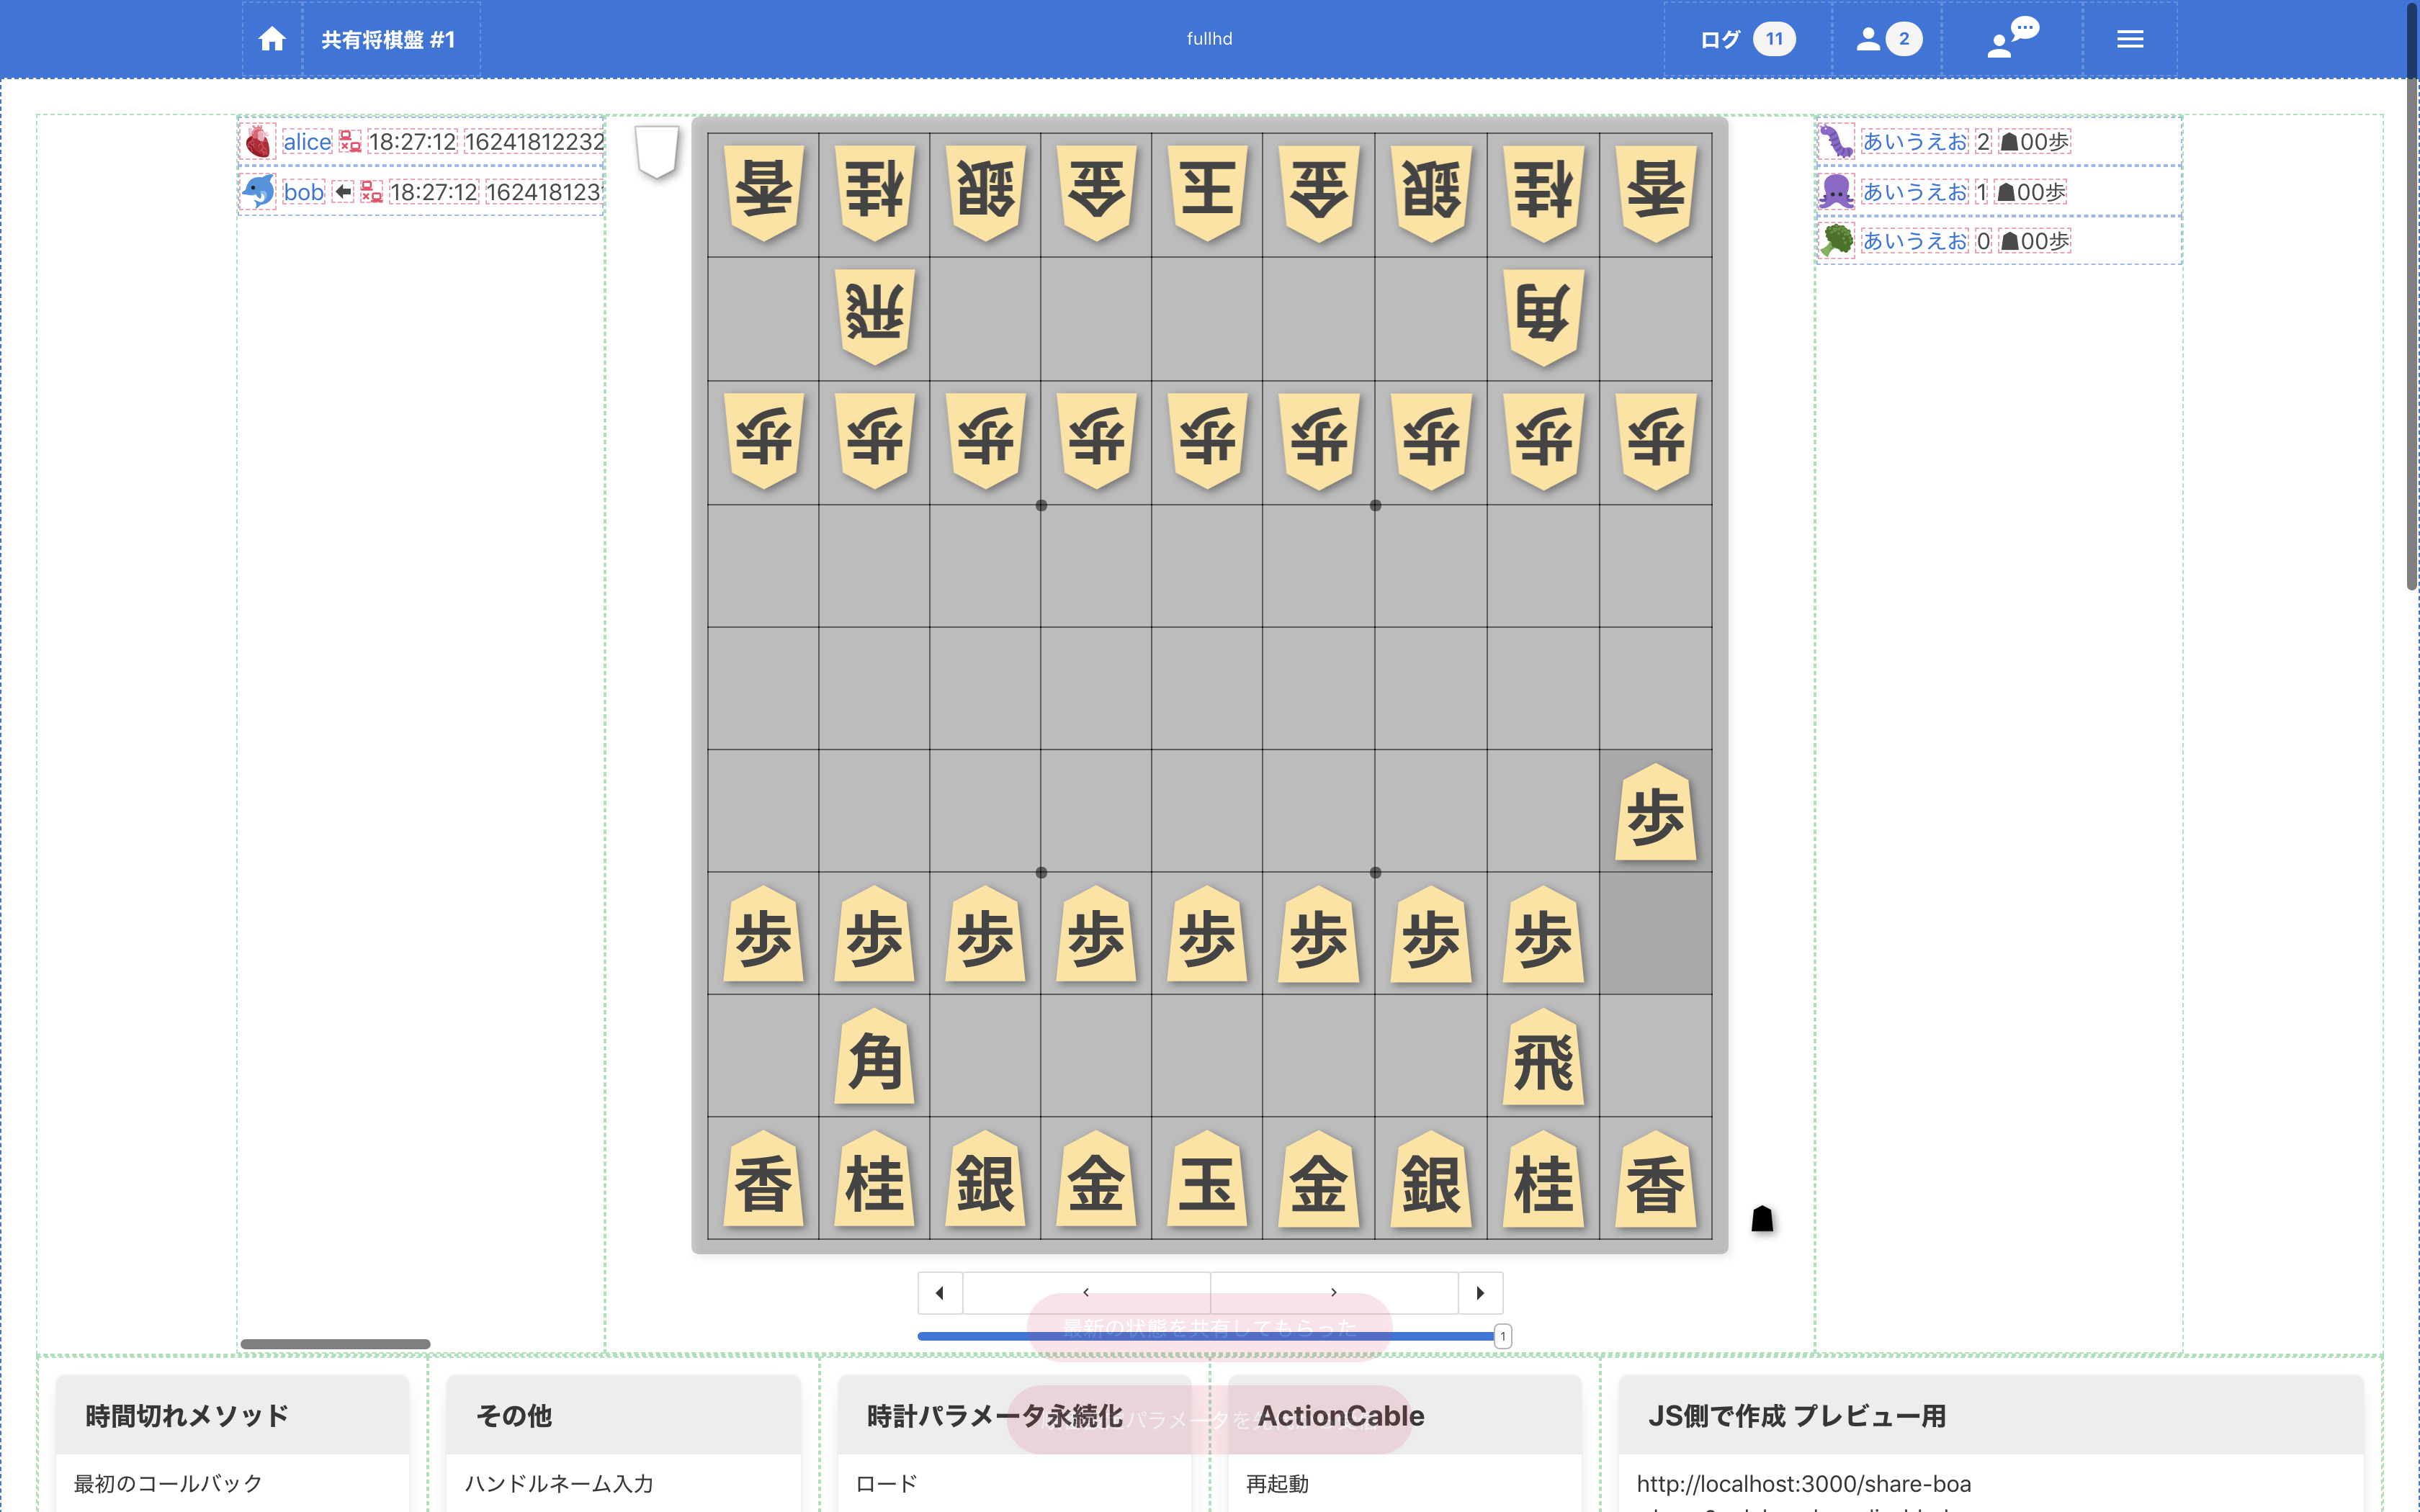 共有将棋盤 #1
fullhd
ログ 11
2
alice 18:27:12 16241812232
bob 18:27:12 162418123
香桂銀金玉金銀桂香
飛角
歩歩歩歩歩歩歩歩歩
歩
歩歩歩歩歩歩歩歩
角飛
香桂銀金玉金銀桂香
あいうえお 2 ☗00歩
あいうえお 1 ☗00歩
あいうえお 0 ☗00歩
最新の状態を共有してもらった
1
時間切れメソッド
最初のコールバック
その他
ハンドルネーム入力
時計パラメータ永続化
ロード
ActionCable
再起動
JS側で作成 プレビュー用
http://localhost:3000/share-boa